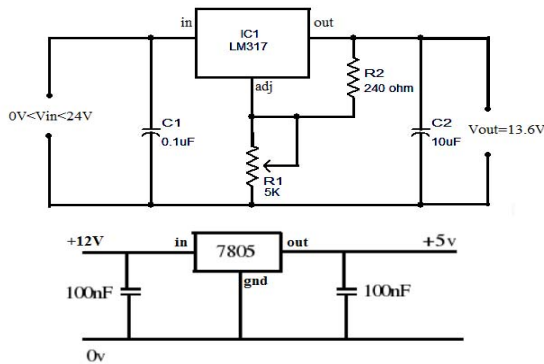 in
IC1
LM317
out
adj
R2
240 ohm
0V<Vin<24V
C1
0.1uF
R1
5K
C2
10uF
Vout=13.6V
+12V
in
7805
out
+5v
gnd
100nF
100nF
0v